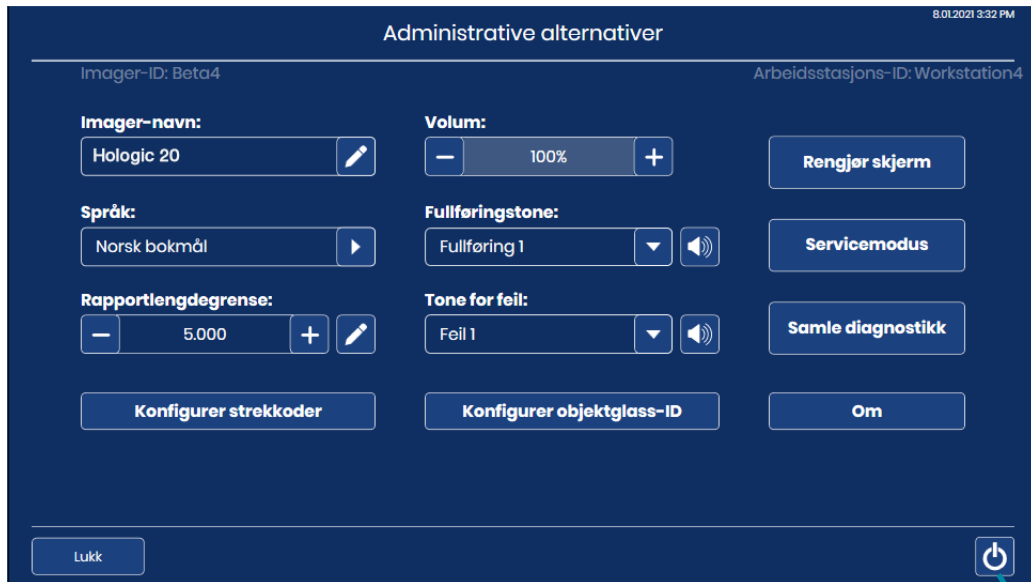 8.01.2021 3:32 PM
Administrative alternativer
Imager-ID: Beta4
Arbeidsstasjons-ID: Workstation4
Imager-navn:
Hologic 20
Volum:
100%
Rengjør skjerm
Språk:
Norsk bokmål
Fullføringstone:
Fullføring 1
Servicemodus
Rapportlengdegrense:
5.000
Tone for feil:
Feil 1
Samle diagnostikk
Konfigurer strekkoder
Konfigurer objektglass-ID
Om
Lukk